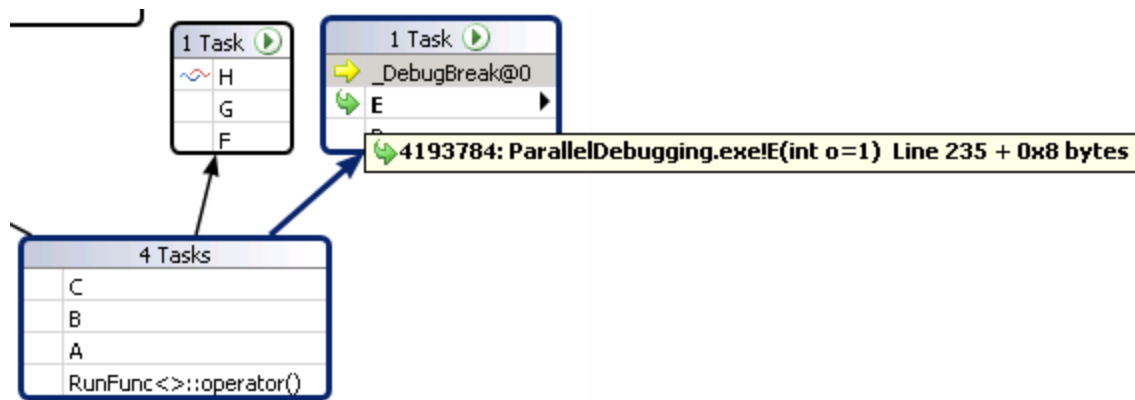 1 Task
H
G
F
1 Task
_DebugBreak@0
E
4193784: ParallelDebugging.exe!E(int o=1) Line 235 + 0x8 bytes
4 Tasks
C
B
A
RunFunc<>::operator()